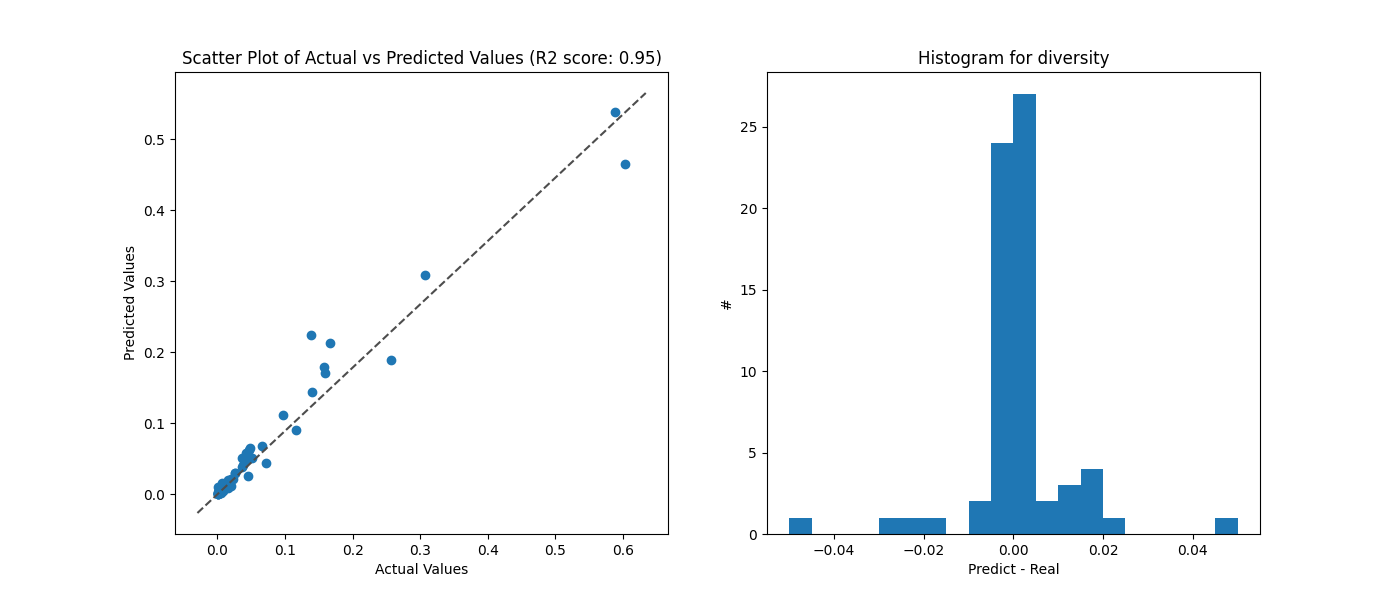 Scatter Plot of Actual vs Predicted Values (R2 score: 0.95)
Predicted Values
0.5
0.4
0.3
0.2
0.1
0.0
0.0 0.1 0.2 0.3 0.4 0.5 0.6
Actual Values
Histogram for diversity
#
25
20
15
10
5
0
−0.04 −0.02 0.00 0.02 0.04
Predict - Real